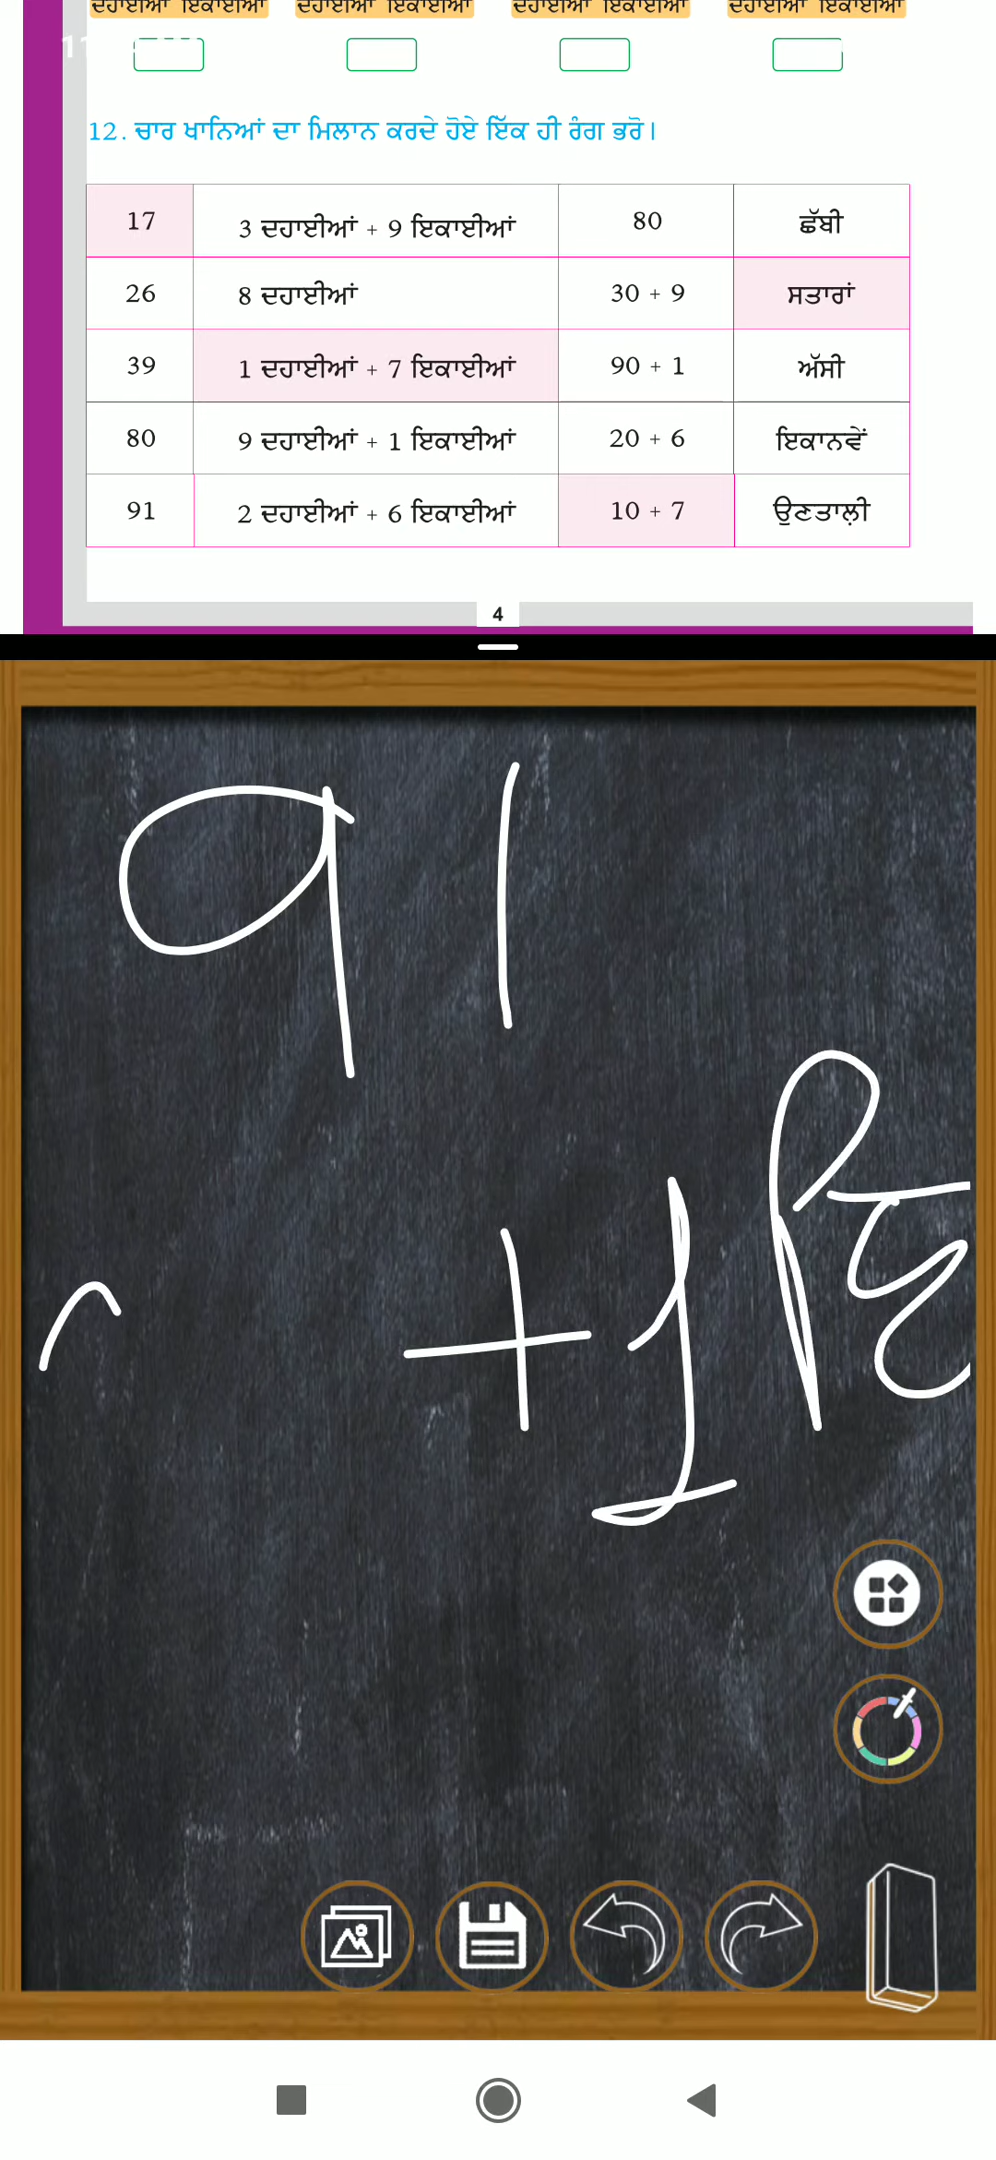 ਦਹਾਈਆਂ ਇਕਾਈਆਂ ਦਹਾਈਆਂ ਇਕਾਈਆਂ ਦਹਾਈਆਂ ਇਕਾਈਆਂ ਦਹਾਈਆਂ ਇਕਾਈਆਂ
12. ਚਾਰ ਖਾਨਿਆਂ ਦਾ ਮਿਲਾਨ ਕਰਦੇ ਹੋਏ ਇੱਕ ਹੀ ਰੰਗ ਭਰੋ।
17 3 ਦਹਾਈਆਂ + 9 ਇਕਾਈਆਂ 80 ਛੱਬੀ
26 8 ਦਹਾਈਆਂ 30 + 9 ਸਤਾਰਾਂ
39 1 ਦਹਾਈਆਂ + 7 ਇਕਾਈਆਂ 90 + 1 ਅੱਸੀ
80 9 ਦਹਾਈਆਂ + 1 ਇਕਾਈਆਂ 20 + 6 ਇਕਾਨਵੇਂ
91 2 ਦਹਾਈਆਂ + 6 ਇਕਾਈਆਂ 10 + 7 ਉਣਤਾਲ਼ੀ
4
91
+ 1 ਇ